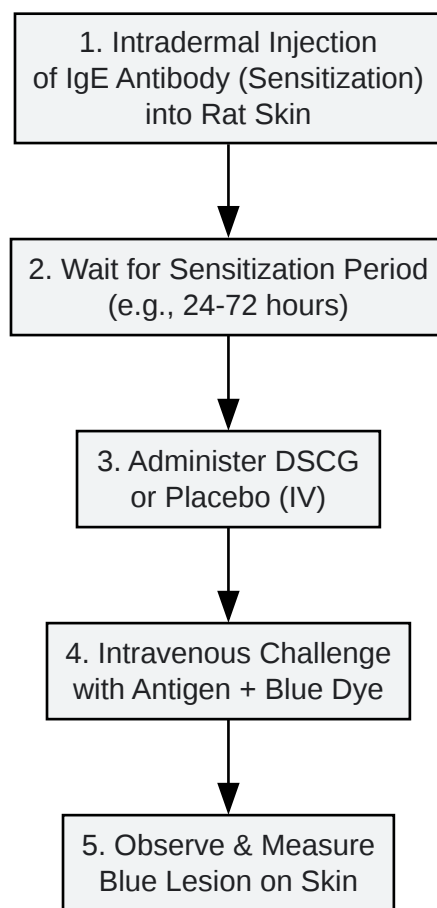 1. Intradermal Injection
of IgE Antibody (Sensitization)
into Rat Skin
2. Wait for Sensitization Period
(e.g., 24-72 hours)
3. Administer DSCG
or Placebo (IV)
4. Intravenous Challenge
with Antigen + Blue Dye
5. Observe & Measure
Blue Lesion on Skin